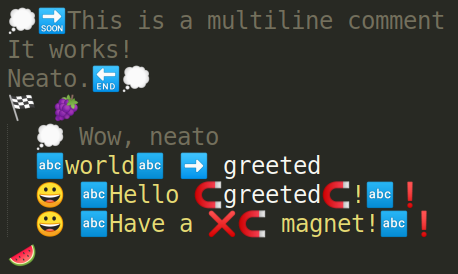 💭🔜This is a multiline comment
It works!
Neato.🔚💭
🏁 🍇
💭 Wow, neato
🔤world🔤 ➡️ greeted
😀 🔤Hello 🧲greeted🧲!🔤❗
😀 🔤Have a ❌🧲 magnet!🔤❗
🍉